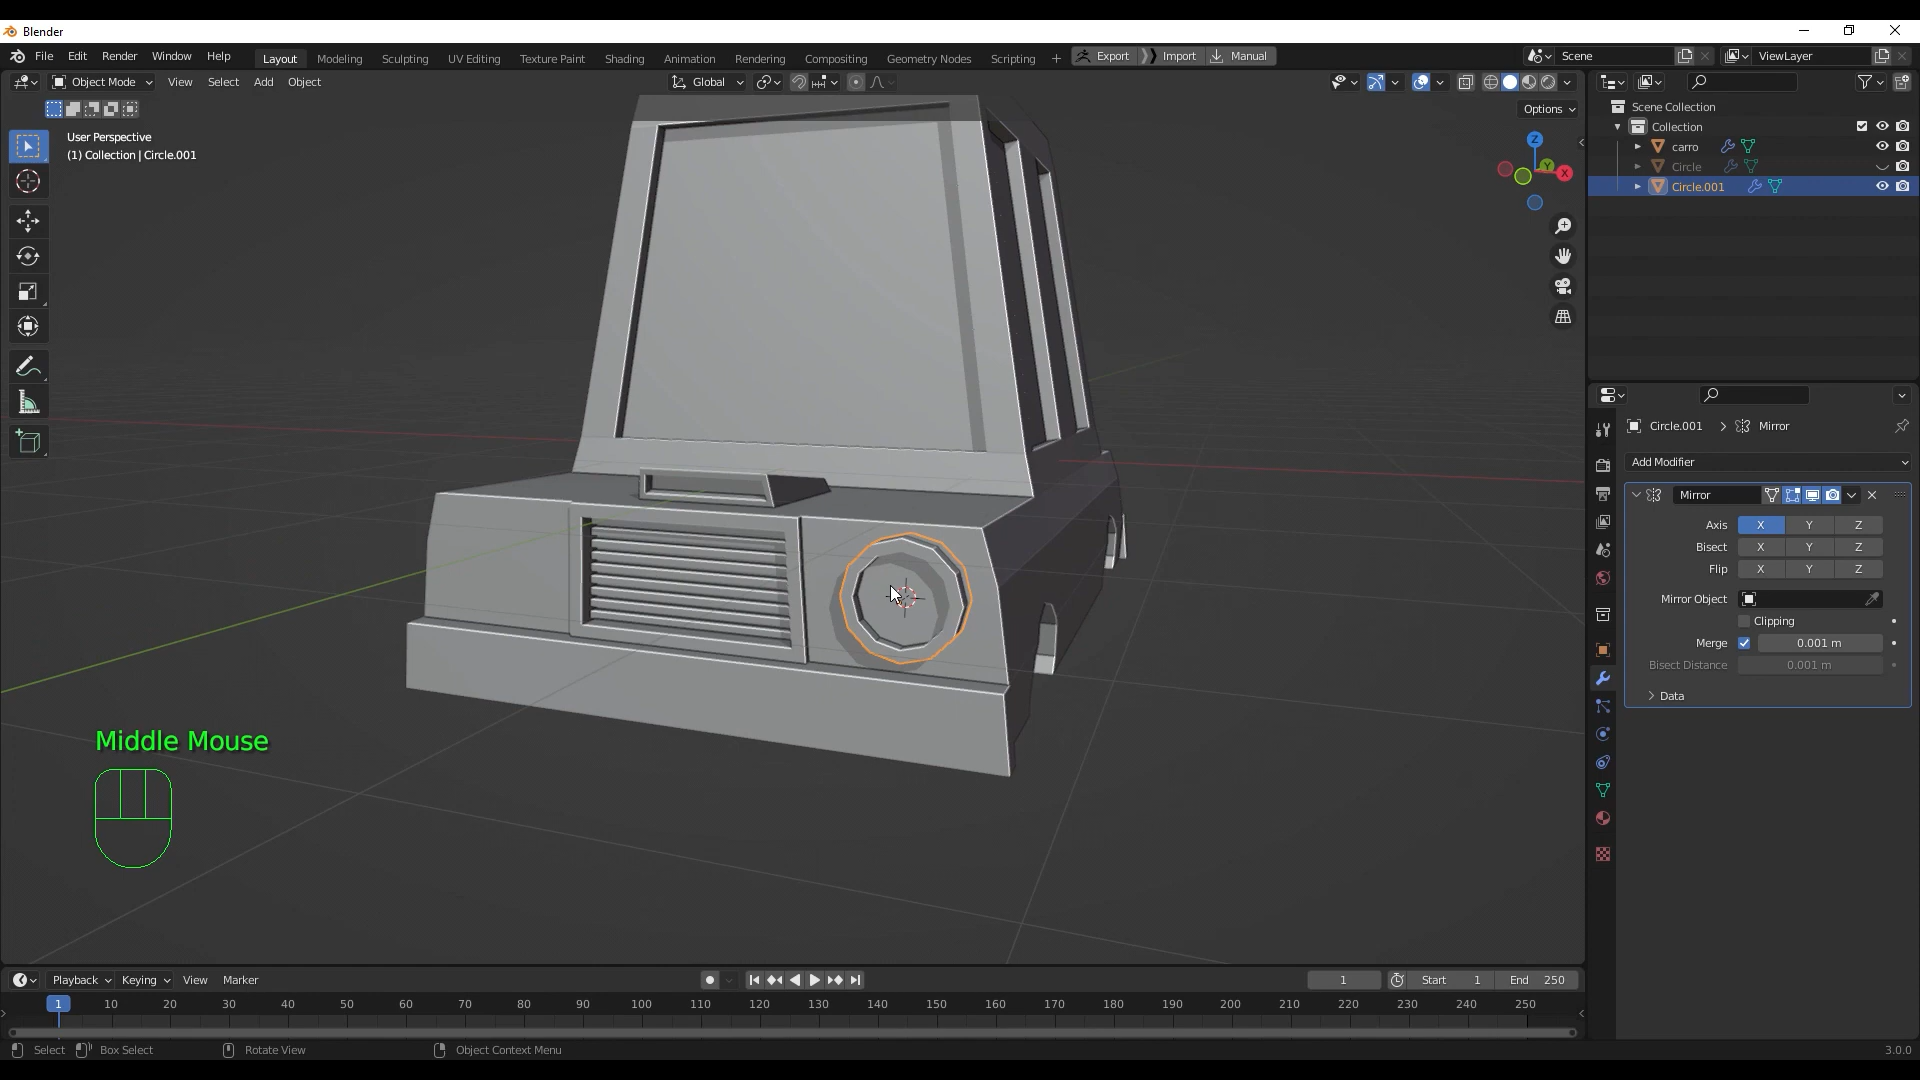 Blender
File Edit Render Window Help Layout Modeling Sculpting UV Editing Texture Paint Shading Animation Rendering Compositing Geometry Nodes Scripting + Export Import Manual Scene ViewLayer
Object Mode View Select Add Object Global
Options
User Perspective
(1) Collection | Circle.001
Z
Y
X
Scene Collection
Collection
carro
Circle
Circle.001
Circle.001 > Mirror
Add Modifier
Mirror
Axis X Y Z
Bisect X Y Z
Flip X Y Z
Mirror Object
Clipping
Merge 0.001 m
Bisect Distance 0.001 m
Data
Middle Mouse
Playback Keying View Marker 1 Start 1 End 250
1 10 20 30 40 50 60 70 80 90 100 110 120 130 140 150 160 170 180 190 200 210 220 230 240 250
Select Box Select Rotate View Object Context Menu 3.0.0